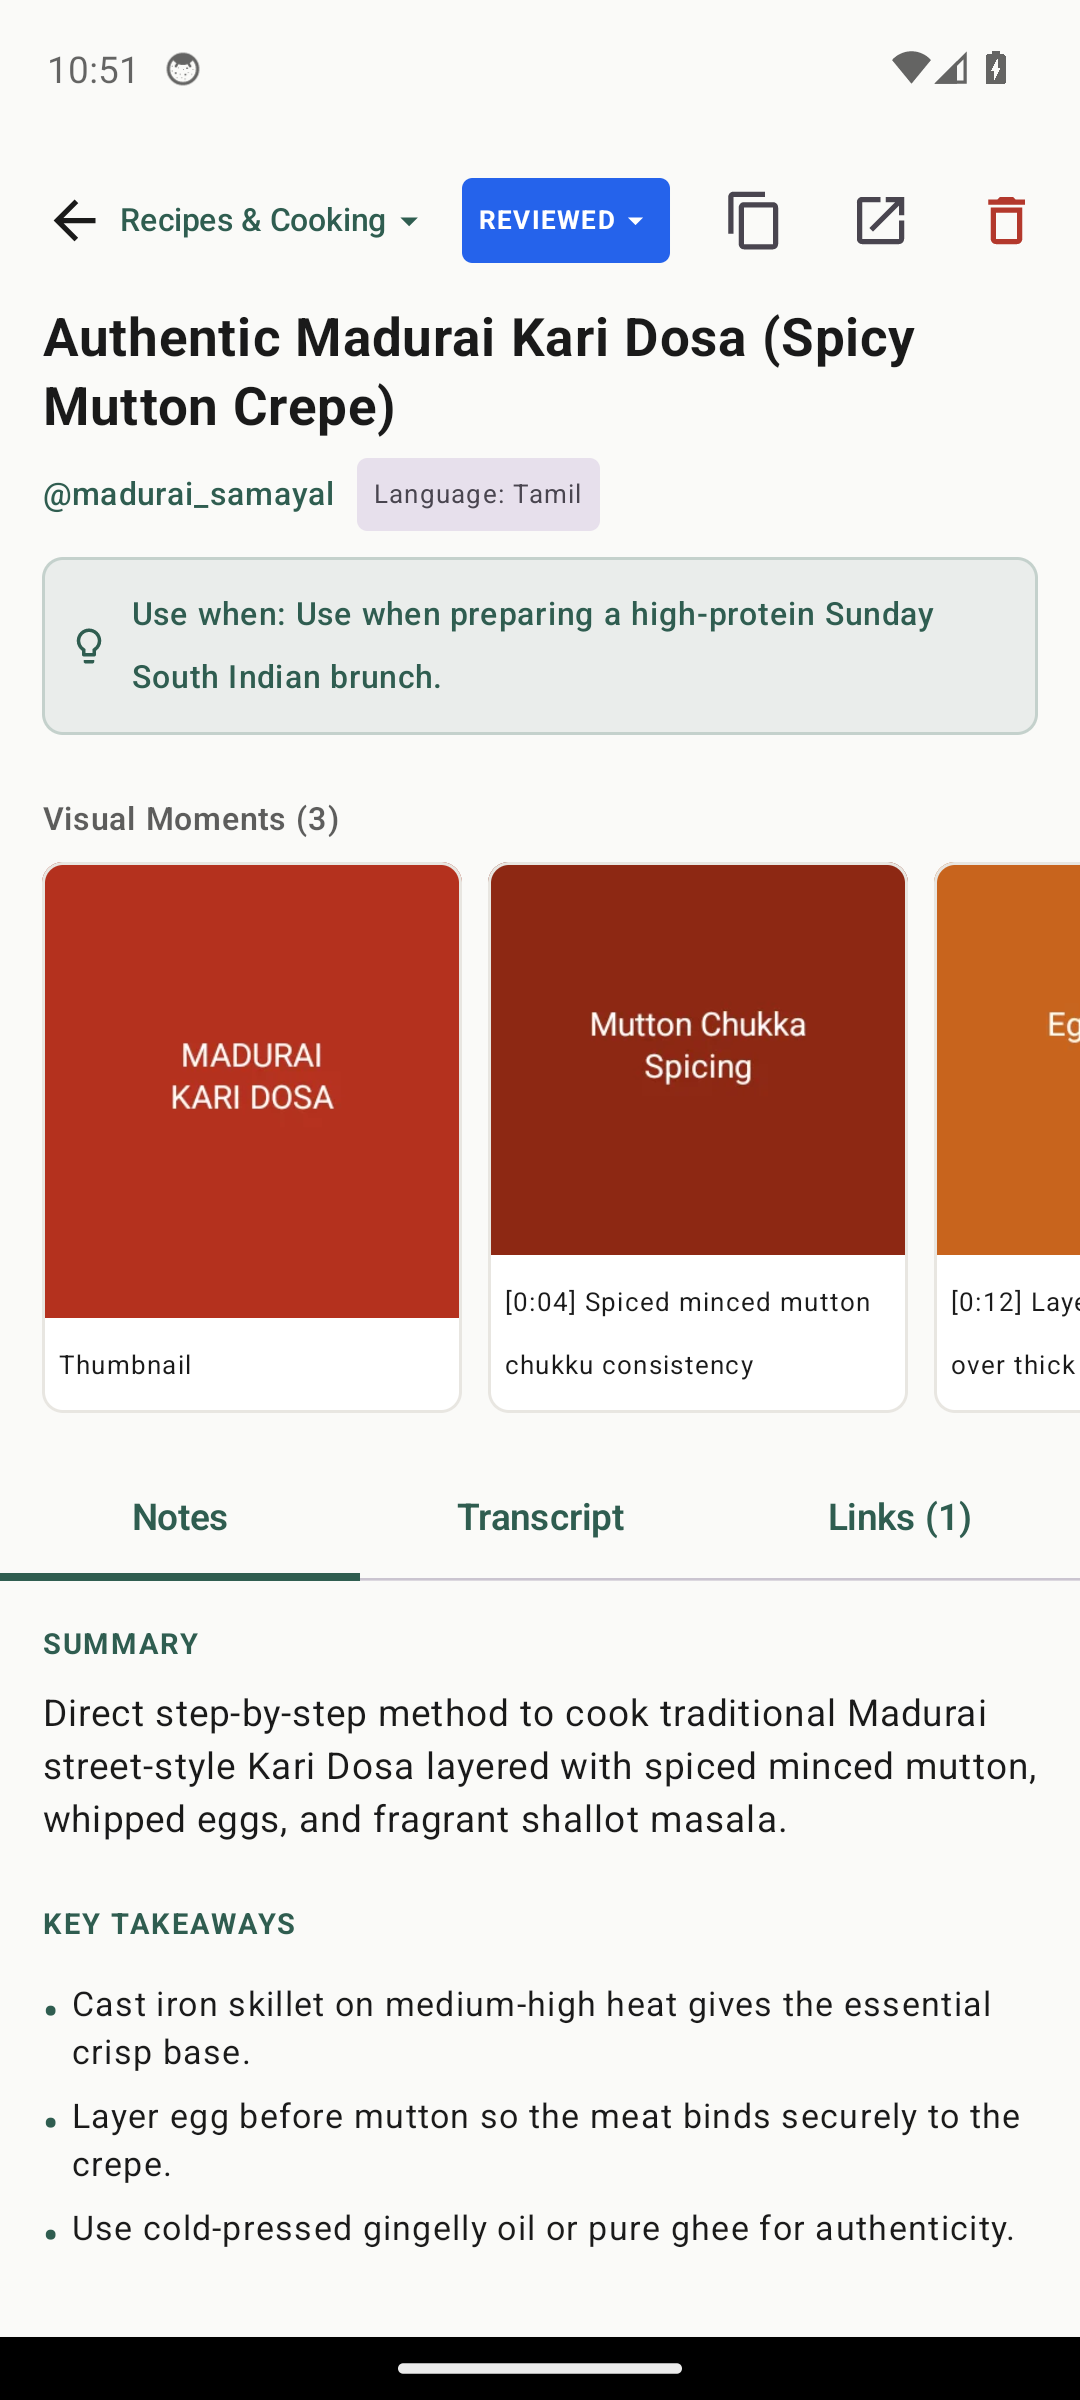 10:51
Recipes & Cooking
REVIEWED
Authentic Madurai Kari Dosa (Spicy
Mutton Crepe)
@madurai_samayal
Language: Tamil
Use when: Use when preparing a high-protein Sunday
South Indian brunch.
Visual Moments (3)
MADURAI
KARI DOSA
Thumbnail
Mutton Chukka
Spicing
[0:04] Spiced minced mutton
chukku consistency
[0:12]
over thick
Notes
Transcript
Links (1)
SUMMARY
Direct step-by-step method to cook traditional Madurai
street-style Kari Dosa layered with spiced minced mutton,
whipped eggs, and fragrant shallot masala.
KEY TAKEAWAYS
• Cast iron skillet on medium-high heat gives the essential
crisp base.
• Layer egg before mutton so the meat binds securely to the
crepe.
• Use cold-pressed gingelly oil or pure ghee for authenticity.